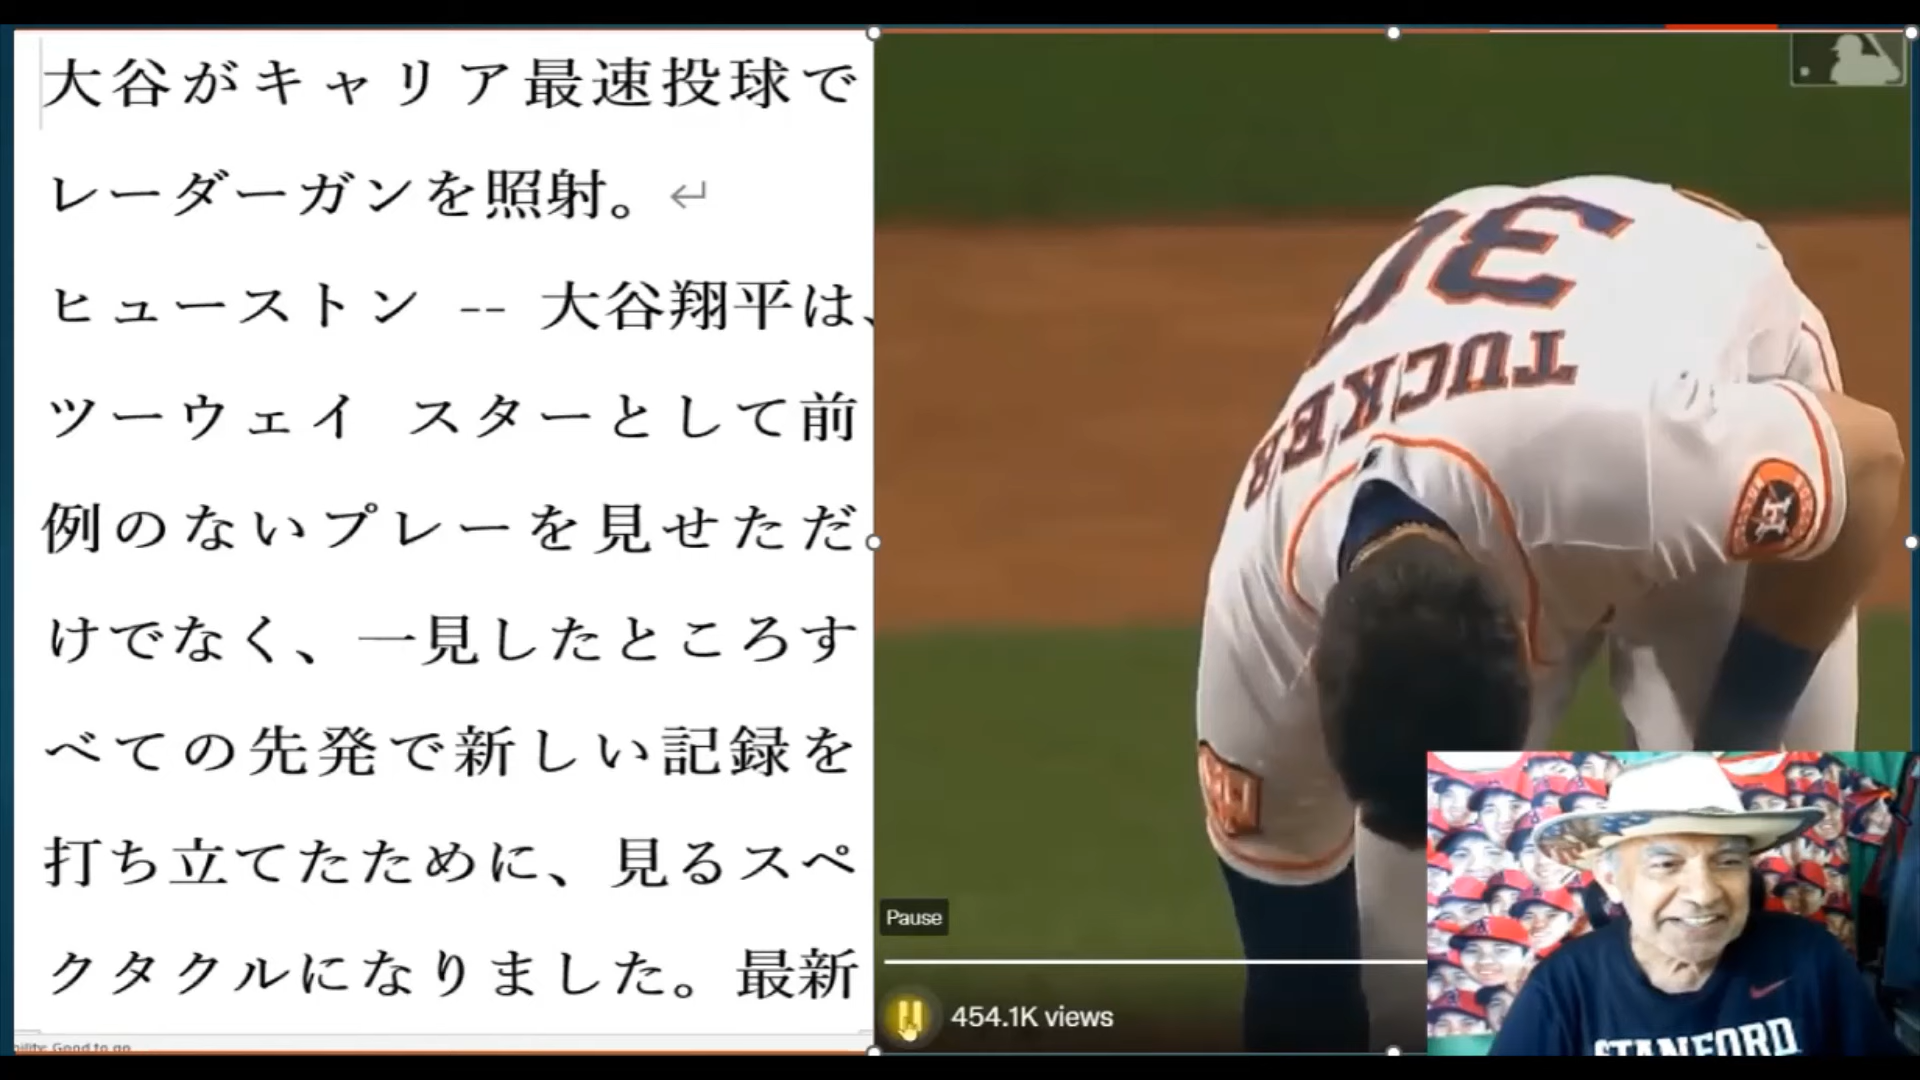 大谷がキャリア最速投球で
レーダーガンを照射。
ヒューストン -- 大谷翔平は、
ツーウェイ スターとして前
例のないプレーを見せただ
けでなく、一見したところす
べての先発で新しい記録を
打ち立てたために、見るスペ
クタクルになりました。最新
30
TUCKER
Pause
454.1K views
STANFORD